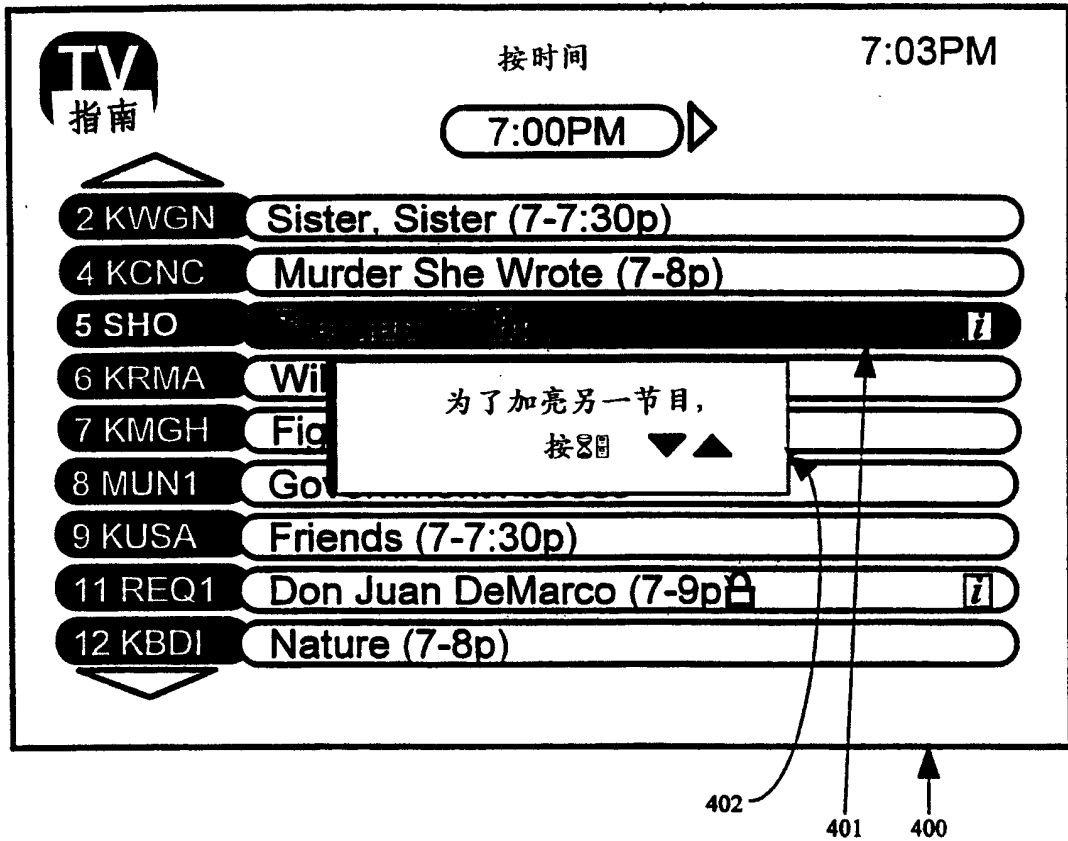 TV
指南
按时间
7:03PM
7:00PM
2 KWGN Sister, Sister (7-7:30p)
4 KCNC Murder She Wrote (7-8p)
5 SHO i
6 KRMA Wil
7 KMGH Fig
为了加亮另一节目,
按
8 MUN1
9 KUSA Friends (7-7:30p)
11 REQ1 Don Juan DeMarco (7-9p i
12 KBDI Nature (7-8p)
402
401
400